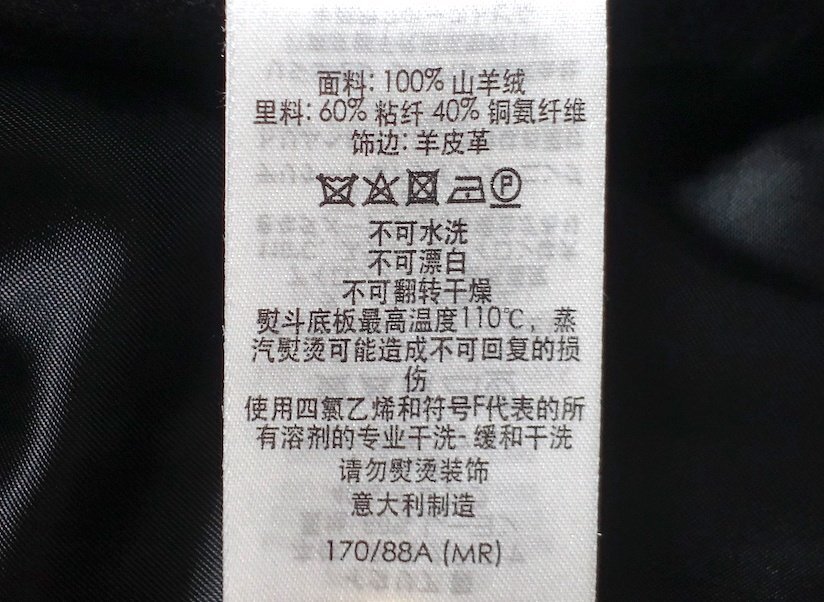 面料: 100% 山羊绒
里料: 60% 粘纤 40% 铜氨纤维
饰边: 羊皮革
P
不可水洗
不可漂白
不可翻转干燥
熨斗底板最高温度110℃，蒸
汽熨烫可能造成不可回复的损
伤
使用四氯乙烯和符号F代表的所
有溶剂的专业干洗- 缓和干洗
请勿熨烫装饰
意大利制造
170/88A (MR)